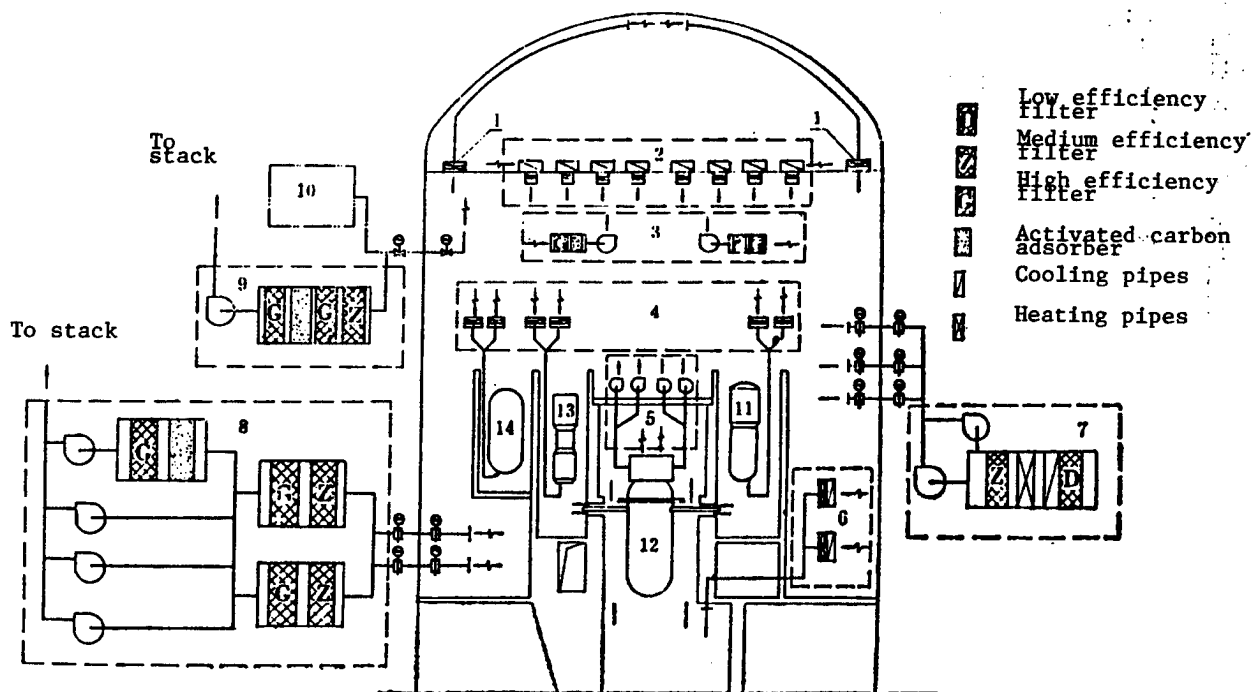 Low efficiency
filter
Medium efficiency
filter
High efficiency
filter
Activated carbon
adsorber
Cooling pipes
Heating pipes
D
Z
G
To
stack
1
1
2
10
3
G
9
G
G
Z
4
To stack
8
G
G
Z
G
Z
14
13
5
11
12
6
7
Z
D